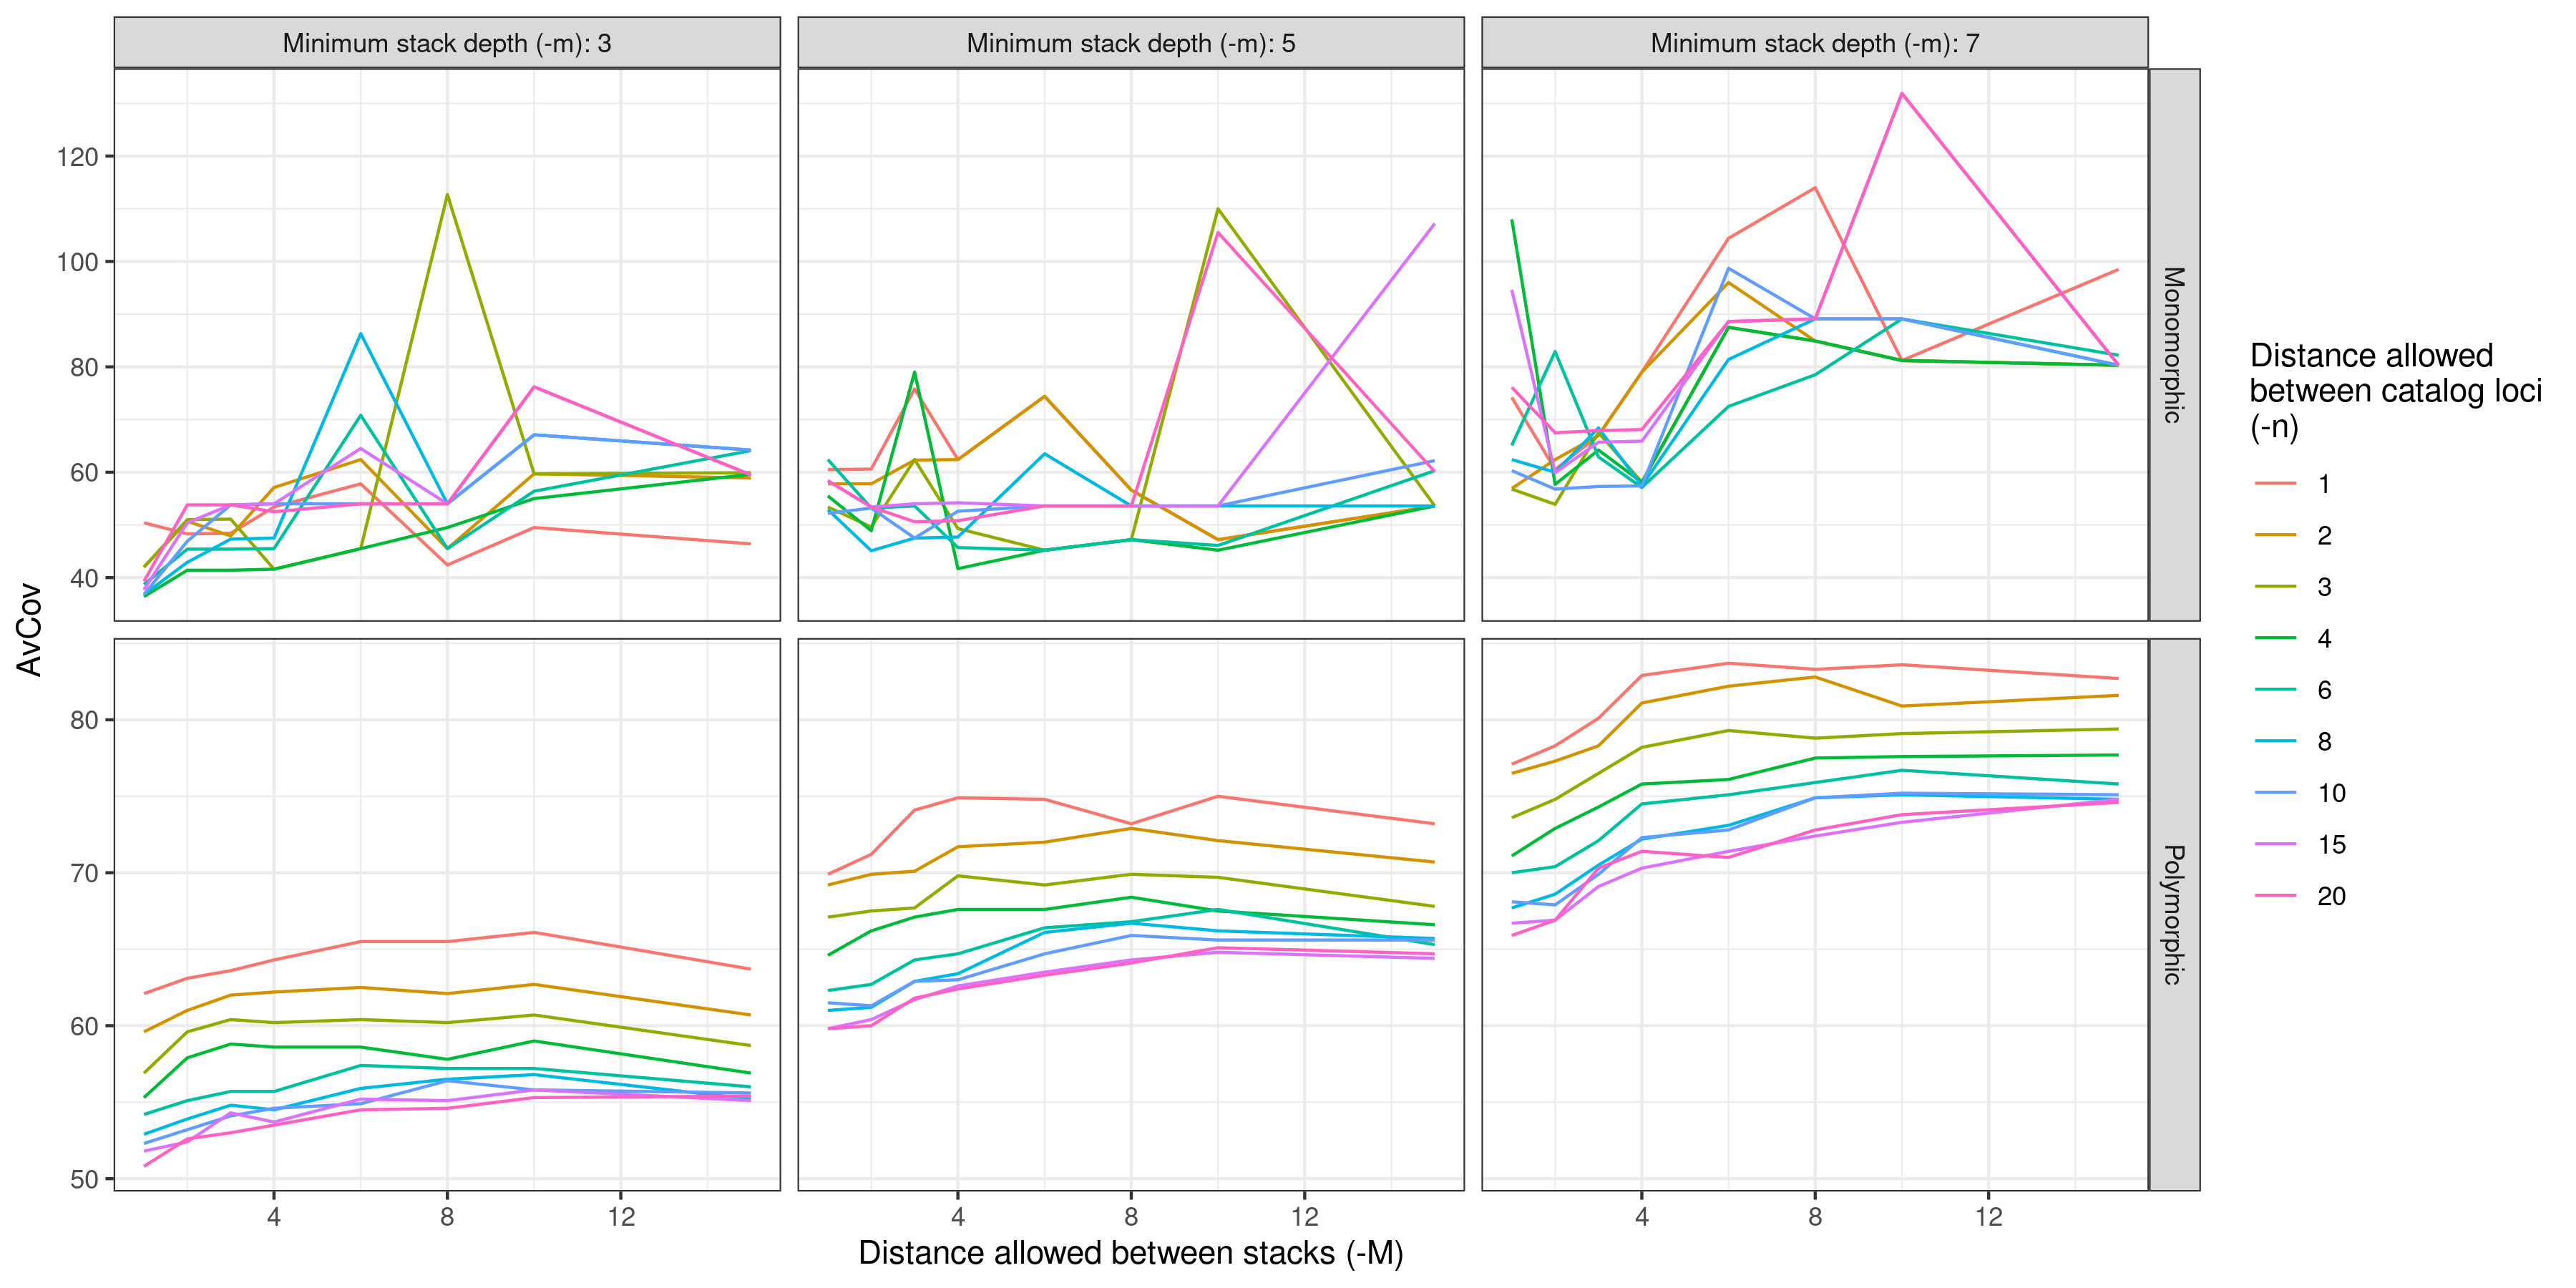 Minimum stack depth (-m): 3
Minimum stack depth (-m): 5
Minimum stack depth (-m): 7
120
100
80
60
40
Monomorphic
80
70
60
50
Polymorphic
AvCov
4
8
12
4
8
12
4
8
12
Distance allowed between stacks (-M)
Distance allowed
between catalog loci
(-n)
1
2
3
4
6
8
10
15
20